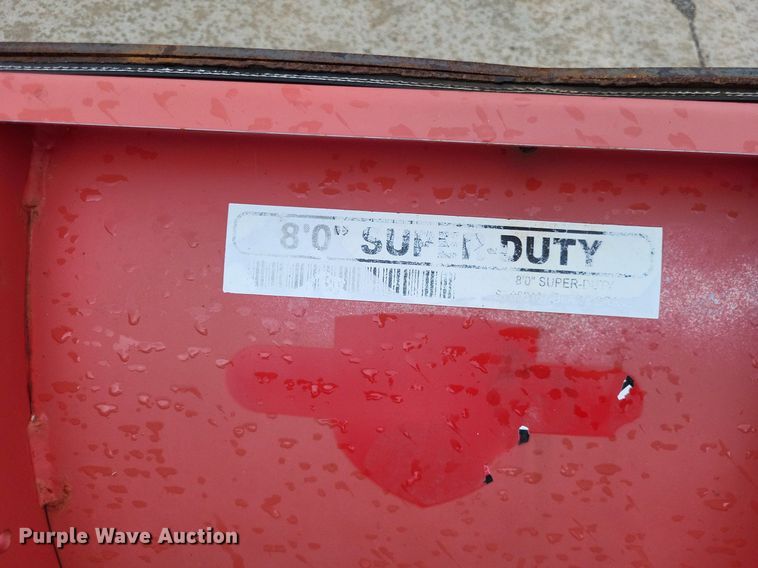 8'0" SUPER-DUTY
8'0" SUPER-DUTY
Purple Wave Auction